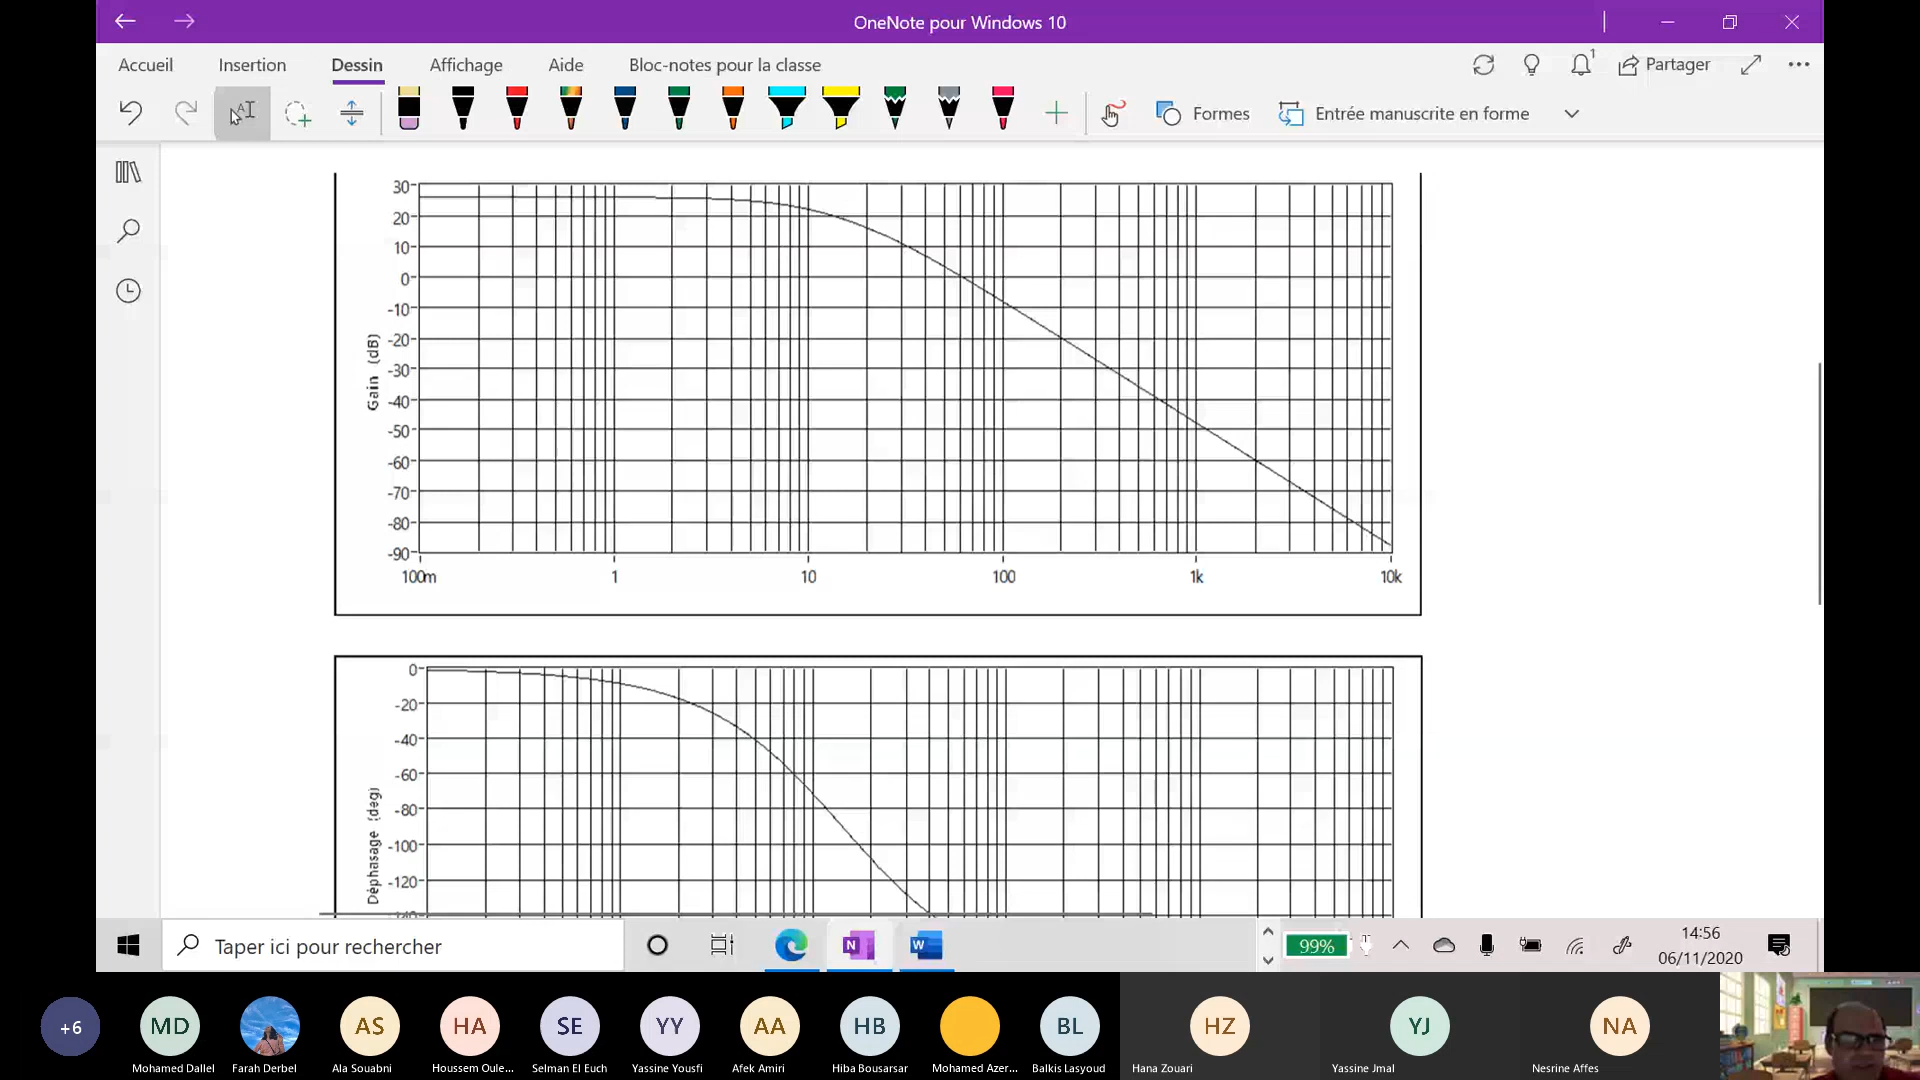 OneNote pour Windows 10
Accueil Insertion Dessin Affichage Aide Bloc-notes pour la classe
1 Partager
Formes Entrée manuscrite en forme
30
20
10
0
-10
-20
-30
-40
-50
-60
-70
-80
-90
Gain (dB)
100m 1 10 100 1k 10k
0
-20
-40
-60
-80
-100
-120
-140
Déphasage (deg)
Taper ici pour rechercher
99%
14:56
06/11/2020
+6 MD AS HA SE YY AA HB BL HZ YJ NA
Mohamed Dallel Farah Derbel Ala Souabni Houssem Oule... Selman El Euch Yassine Yousfi Afek Amiri Hiba Bousarsar Mohamed Azer... Balkis Lasyoud Hana Zouari Yassine Jmal Nesrine Affes